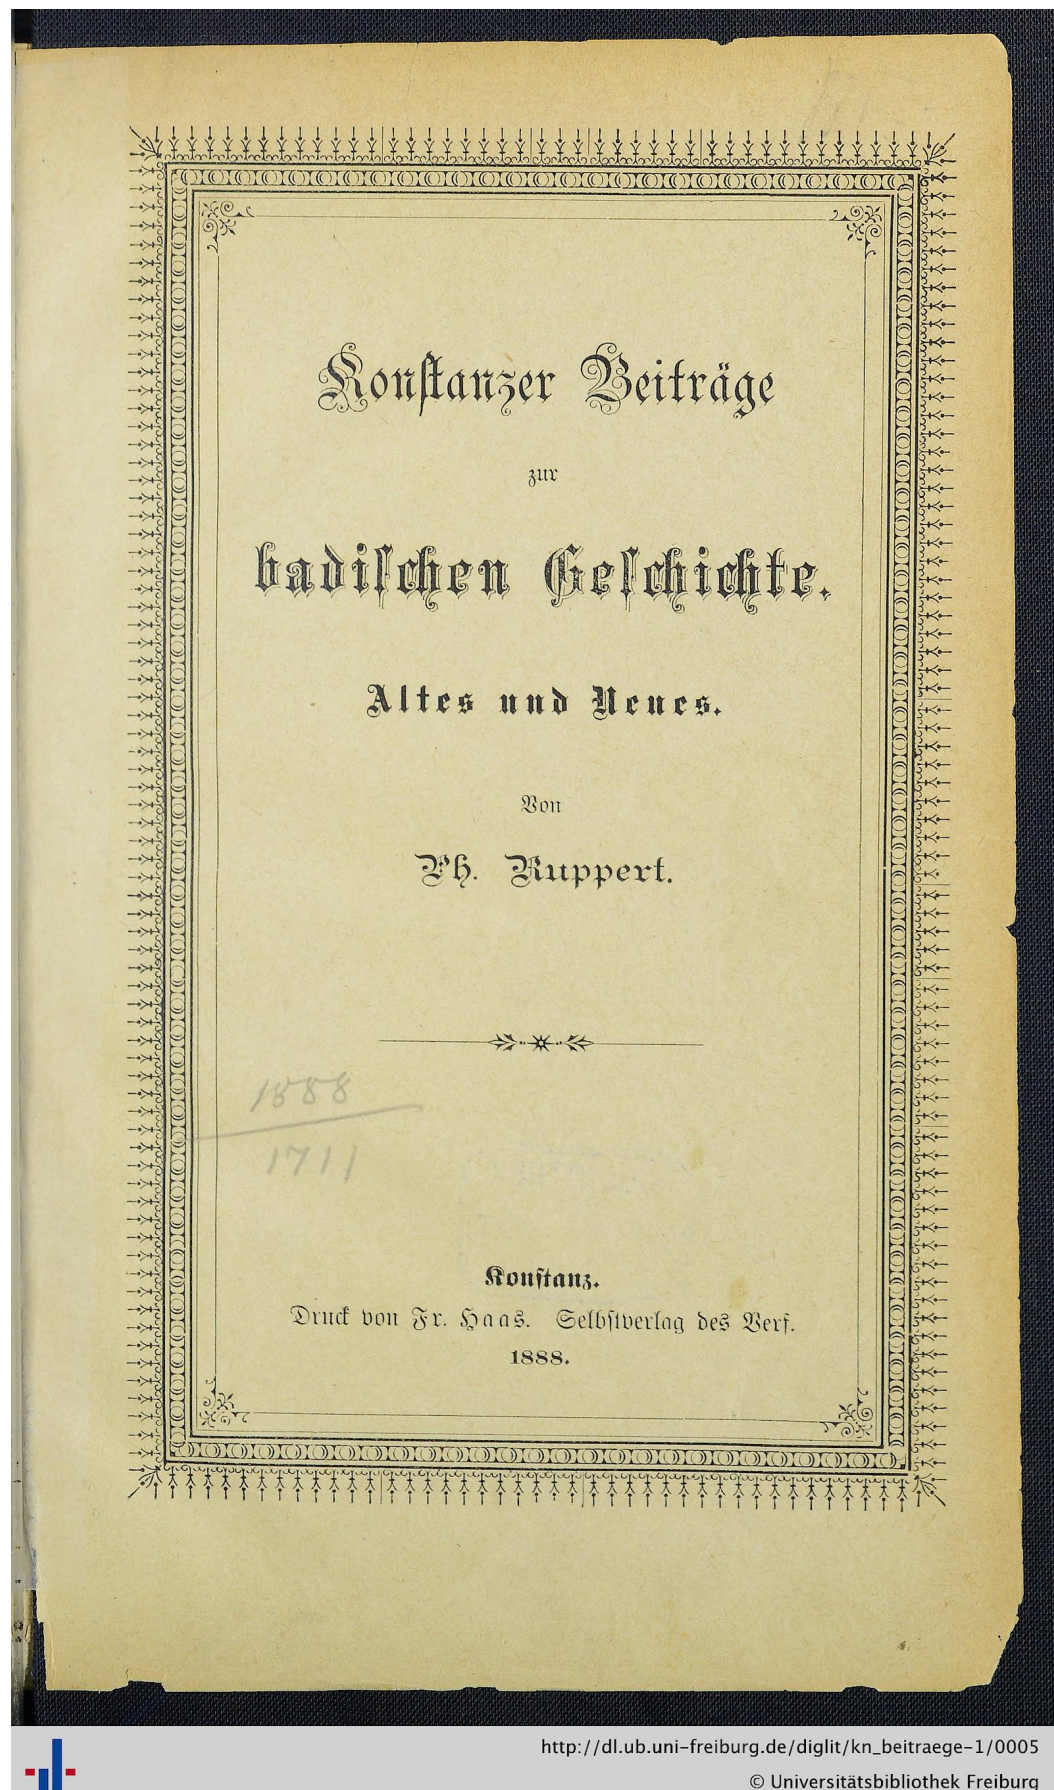 Konstanzer Beiträge
zur
badischen Geschichte.
Altes und Neues.
Von
Ph. Ruppert.
1888
1711
Konstanz.
Druck von Fr. Haas. Selbstverlag des Verf.
1888.
http://dl.ub.uni-freiburg.de/diglit/kn_beitraege-1/0005
© Universitätsbibliothek Freiburg